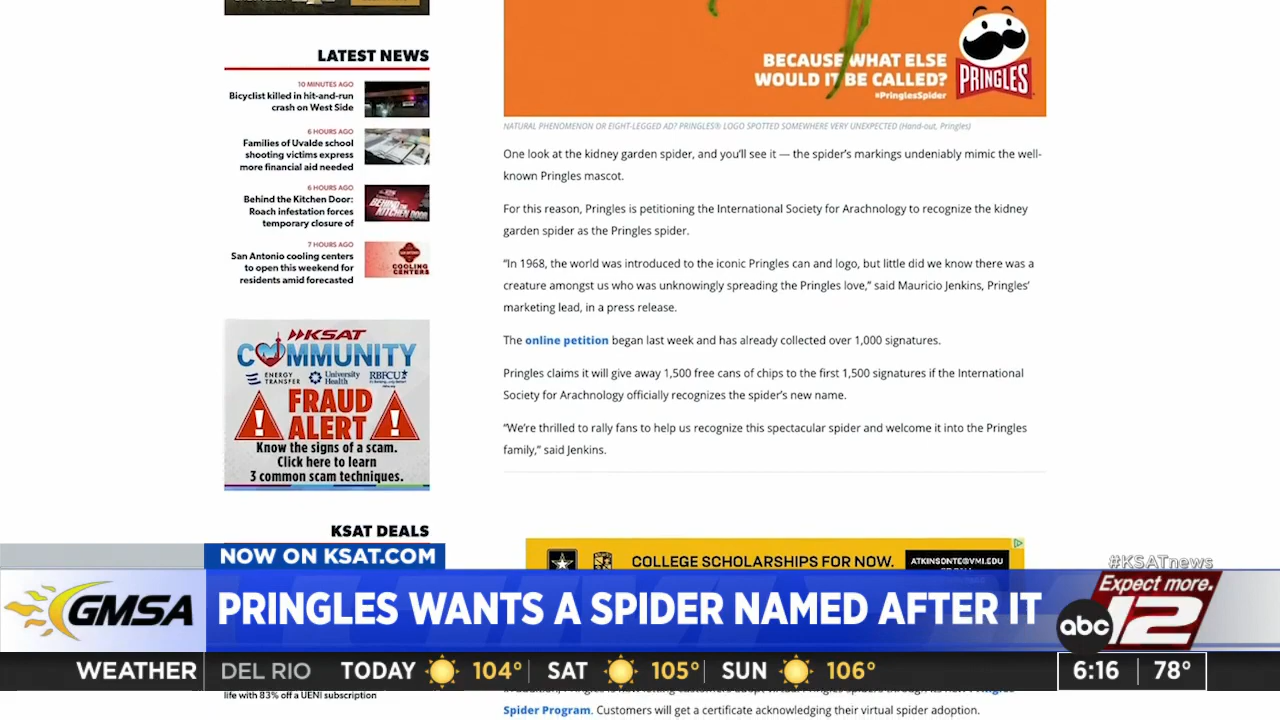 LATEST NEWS
10 MINUTES AGO
Bicyclist killed in hit-and-run
crash on West Side
6 HOURS AGO
Families of Uvalde school
shooting victims express
more financial aid needed
6 HOURS AGO
Behind the Kitchen Door:
Roach infestation forces
temporary closure of
BEHIND THE
KITCHEN DOOR
7 HOURS AGO
San Antonio cooling centers
to open this weekend for
residents amid forecasted
COOLING
CENTERS
KSAT
COMMUNITY
ENERGY
TRANSFER
University
Health
RBFCU
FRAUD
ALERT
Know the signs of a scam.
Click here to learn
3 common scam techniques.
KSAT DEALS
BECAUSE WHAT ELSE
WOULD IT BE CALLED?
#PringlesSpider
PRINGLES
NATURAL PHENOMENON OR EIGHT-LEGGED AD? PRINGLES® LOGO SPOTTED SOMEWHERE VERY UNEXPECTED (Hand-out, Pringles)
One look at the kidney garden spider, and you'll see it — the spider's markings undeniably mimic the well-
known Pringles mascot.
For this reason, Pringles is petitioning the International Society for Arachnology to recognize the kidney
garden spider as the Pringles spider.
"In 1968, the world was introduced to the iconic Pringles can and logo, but little did we know there was a
creature amongst us who was unknowingly spreading the Pringles love," said Mauricio Jenkins, Pringles'
marketing lead, in a press release.
The online petition began last week and has already collected over 1,000 signatures.
Pringles claims it will give away 1,500 free cans of chips to the first 1,500 signatures if the International
Society for Arachnology officially recognizes the spider's new name.
"We're thrilled to rally fans to help us recognize this spectacular spider and welcome it into the Pringles
family," said Jenkins.
COLLEGE SCHOLARSHIPS FOR NOW.
ATKINSONTE@VMI.EDU
NOW ON KSAT.COM
#KSATnews
GMSA
PRINGLES WANTS A SPIDER NAMED AFTER IT
Expect more.
abc
12
WEATHER
DEL RIO
TODAY 104°
SAT 105°
SUN 106°
6:16
78°
life with 83% off a UENI subscription
Spider Program. Customers will get a certificate acknowledging their virtual spider adoption.